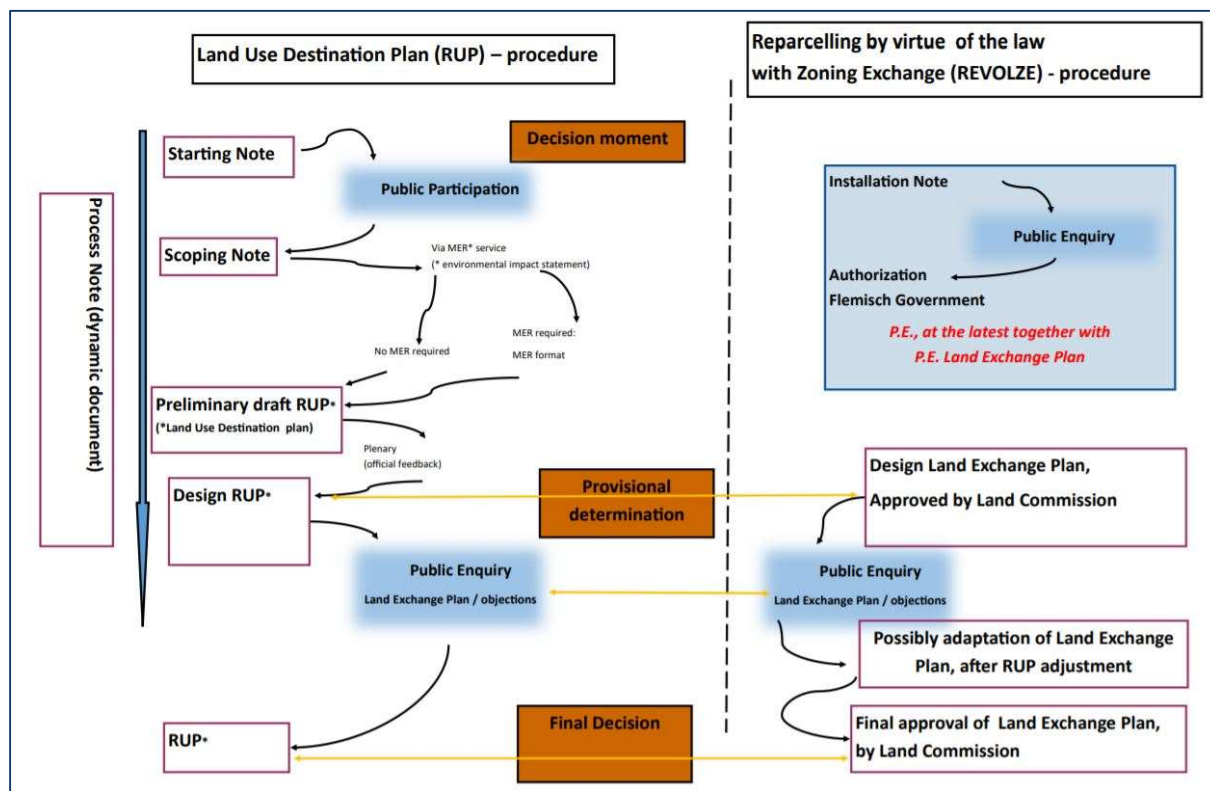 Land Use Destination Plan (RUP) – procedure
Reparcelling by virtue of the law
with Zoning Exchange (REVOLZE) - procedure
Process Note (dynamic document)
Starting Note
Decision moment
Public Participation
Scoping Note
Via MER* service
(* environmental impact statement)
No MER required
MER required:
MER format
Preliminary draft RUP*
(*Land Use Destination plan)
Plenary
(official feedback)
Design RUP*
Provisional
determination
Public Enquiry
Land Exchange Plan / objections
RUP*
Final Decision
Installation Note
Public Enquiry
Authorization
Flemisch Government
P.E., at the latest together with
P.E. Land Exchange Plan
Design Land Exchange Plan,
Approved by Land Commission
Public Enquiry
Land Exchange Plan / objections
Possibly adaptation of Land Exchange
Plan, after RUP adjustment
Final approval of Land Exchange Plan,
by Land Commission